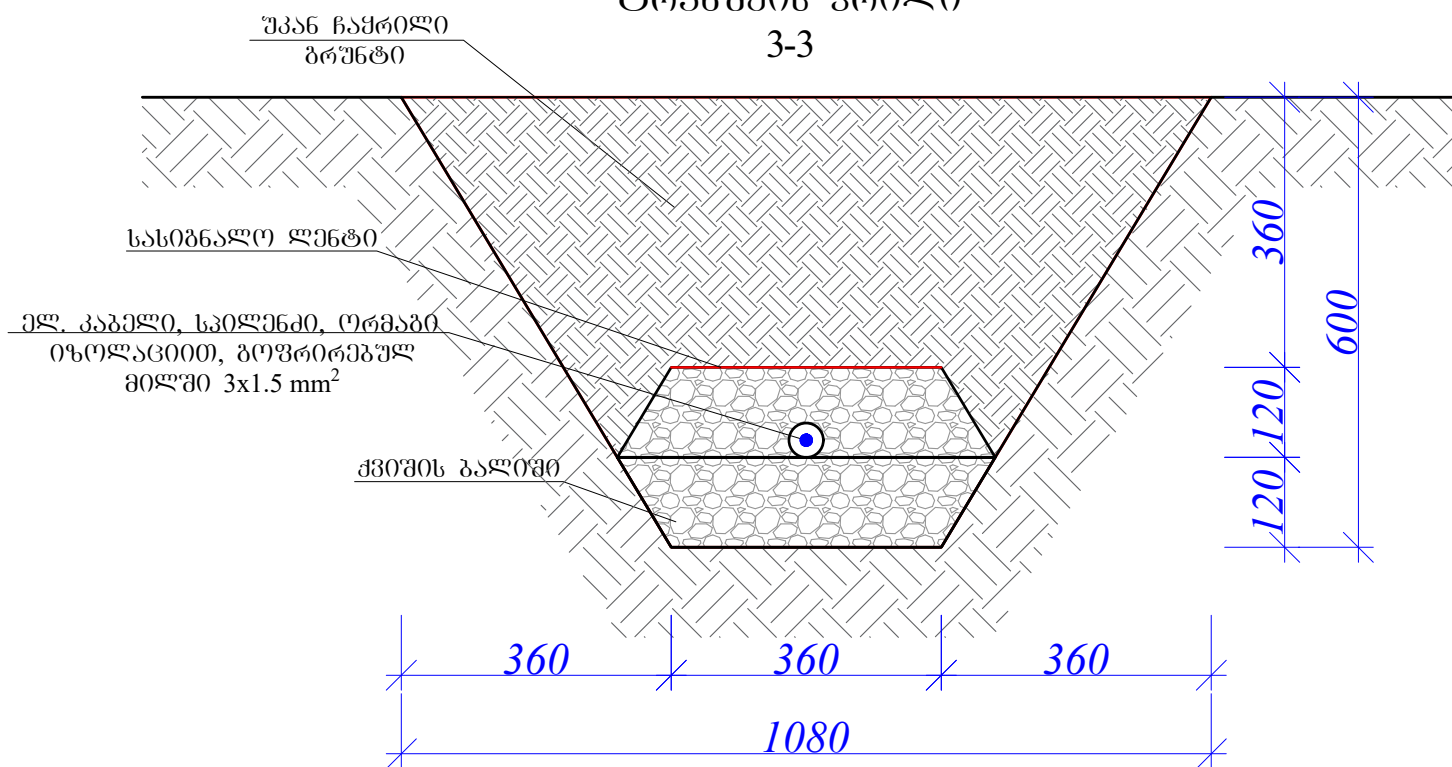 3-3
უკან ჩაყრილი
გრუნტი
სასიგნალო ლენტი
ელ. კაბელი, სპილენძი, ორმაგი
იზოლაციით, გოფრირებულ
მილში 3x1.5 mm²
ქვიშის ბალიში
360
600
120
120
360
360
360
1080